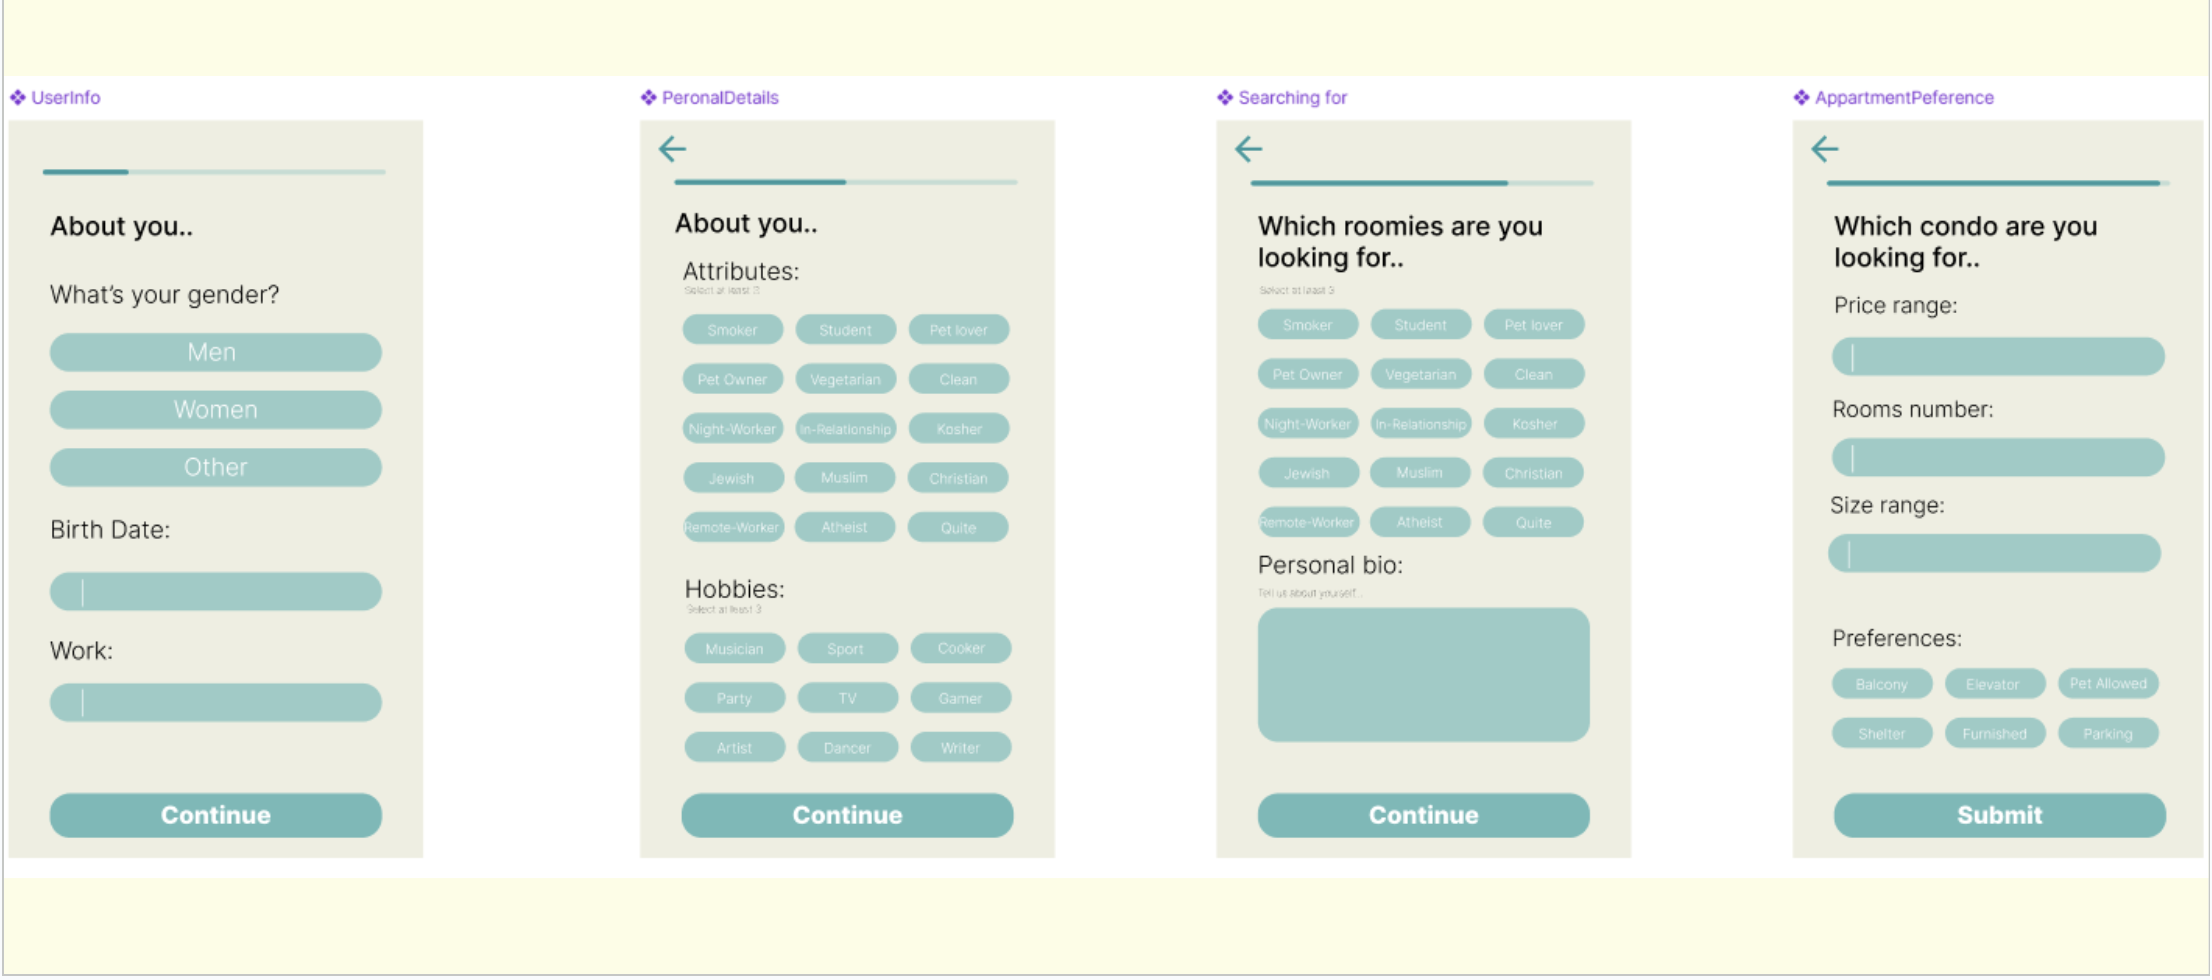 UserInfo
About you..
What's your gender?
Men
Women
Other
Birth Date:
Work:
Continue
PeronalDetails
About you..
Attributes:
Select at least 3
Smoker Student Pet lover
Pet Owner Vegetarian Clean
Night-Worker In-Relationship Kosher
Jewish Muslim Christian
Remote-Worker Atheist Quite
Hobbies:
Select at least 3
Musician Sport Cooker
Party TV Gamer
Artist Dancer Writer
Continue
Searching for
Which roomies are you
looking for..
Select at least 3
Smoker Student Pet lover
Pet Owner Vegetarian Clean
Night-Worker In-Relationship Kosher
Jewish Muslim Christian
Remote-Worker Atheist Quite
Personal bio:
Tell us about yourself..
Continue
AppartmentPeference
Which condo are you
looking for..
Price range:
Rooms number:
Size range:
Preferences:
Balcony Elevator Pet Allowed
Shelter Furnished Parking
Submit